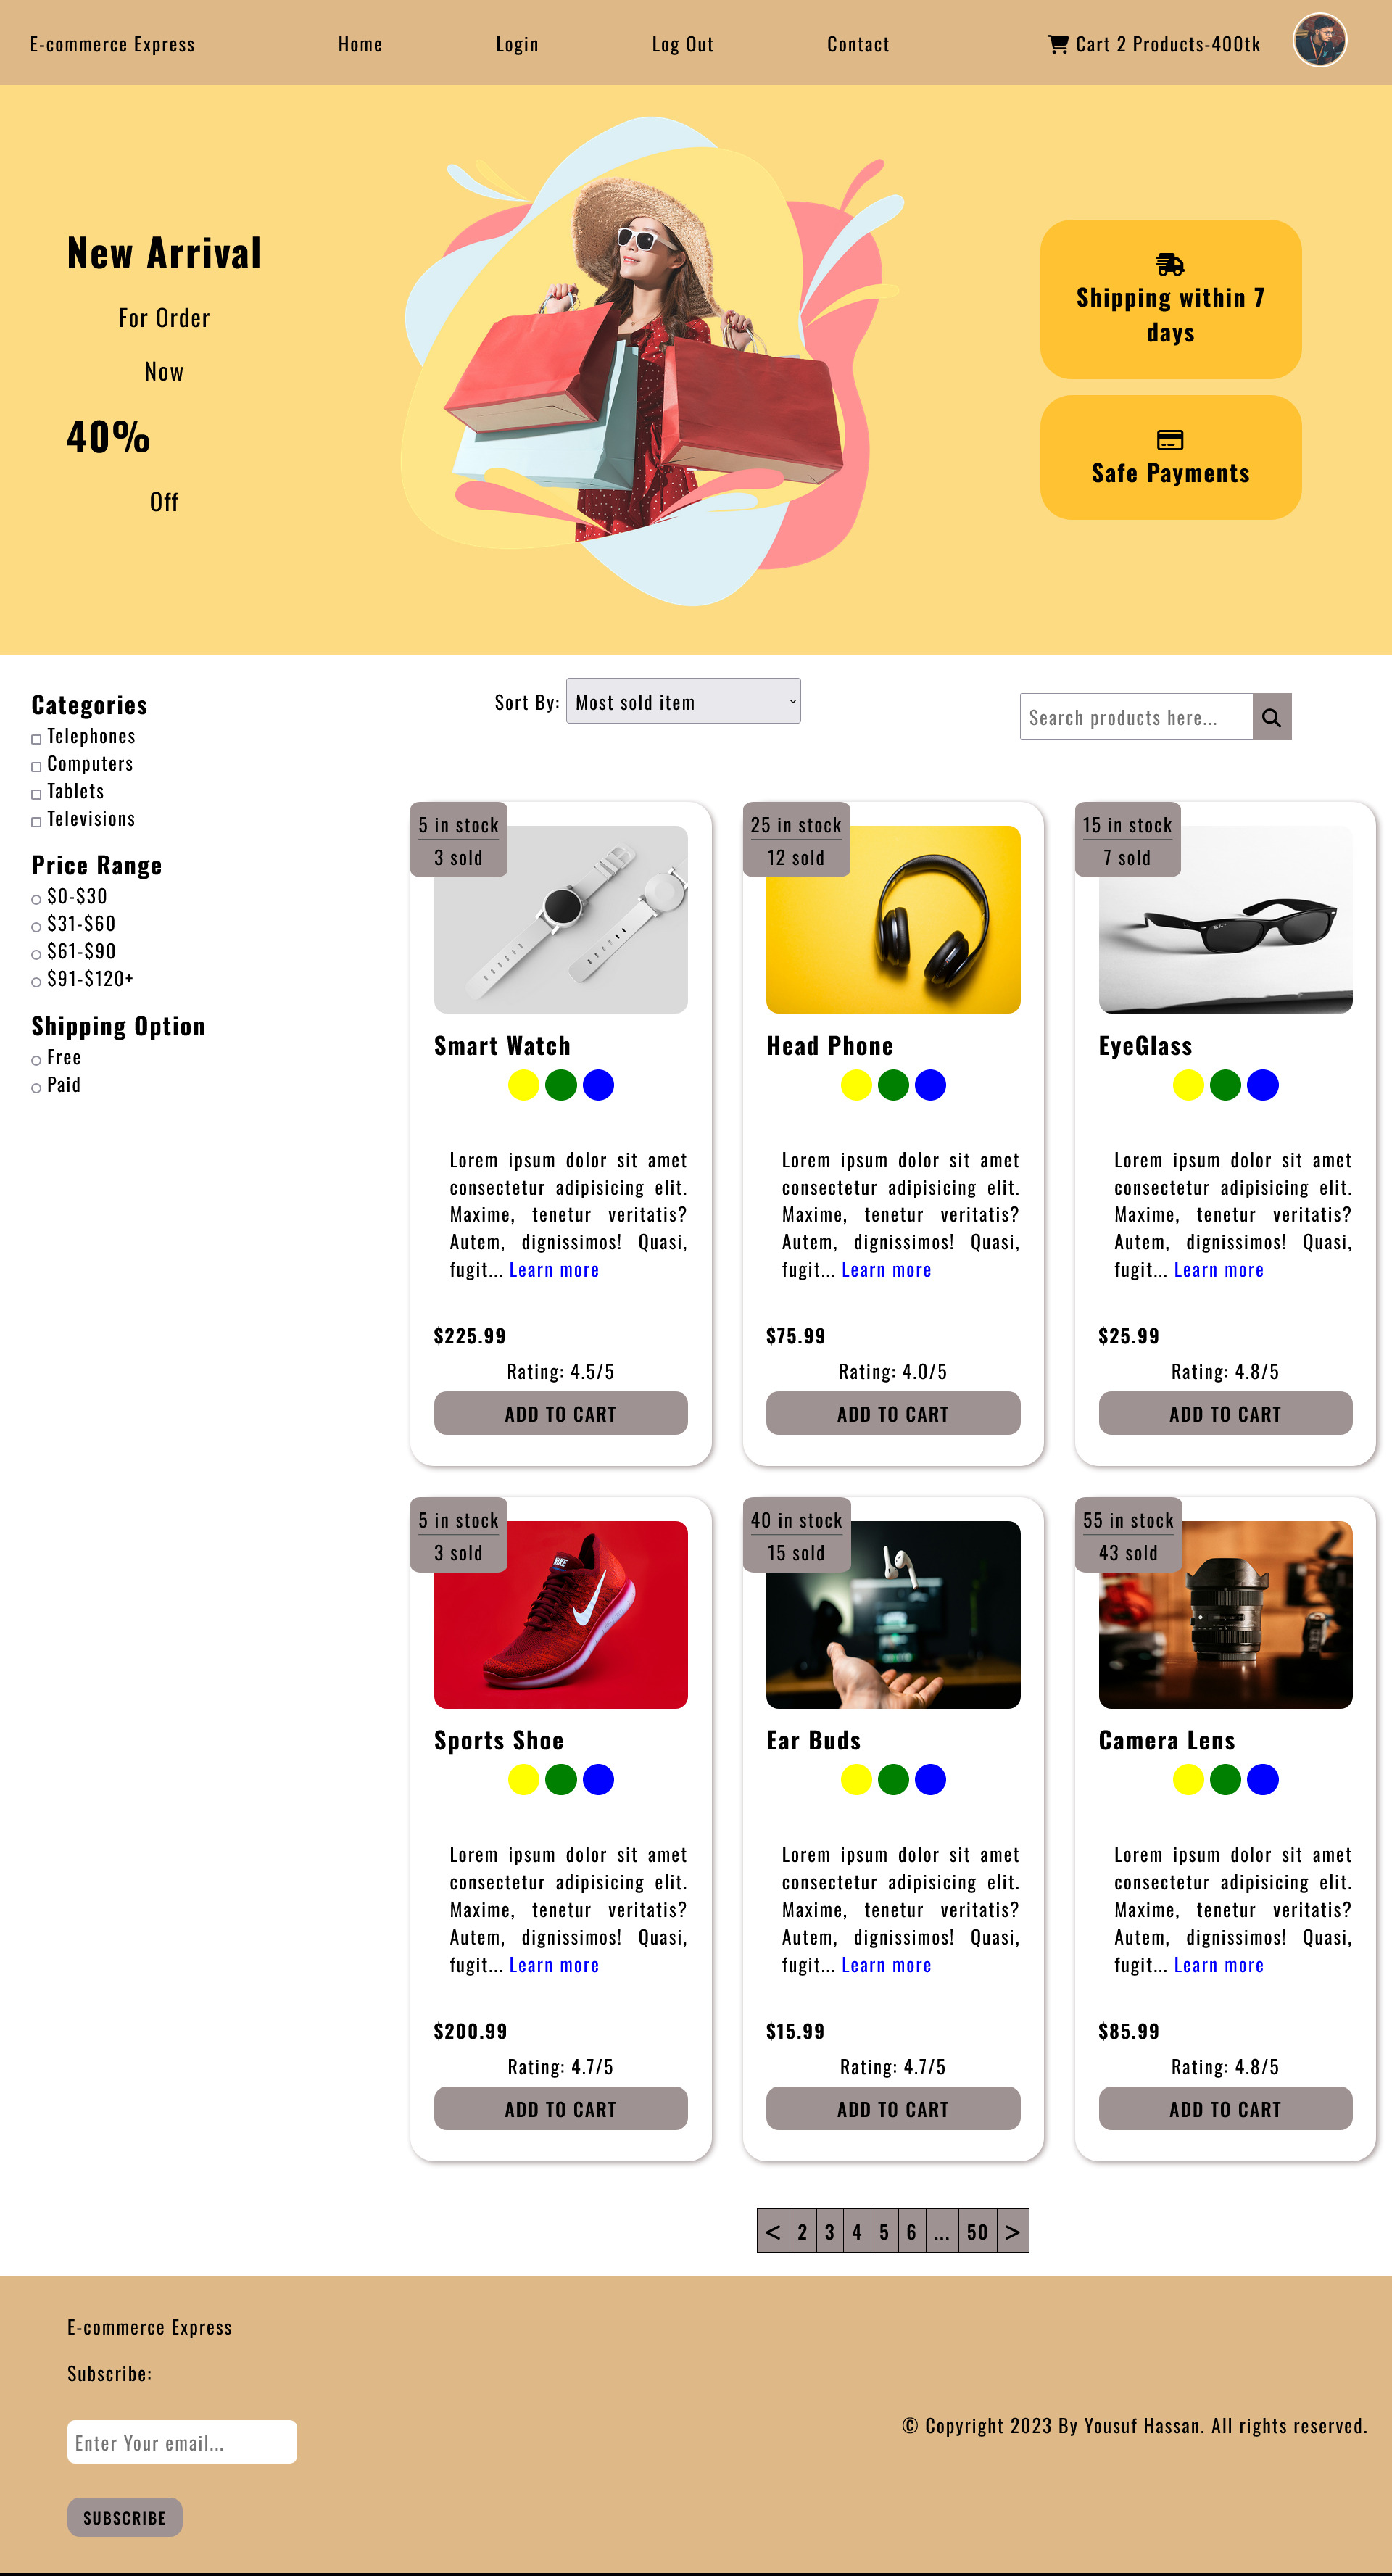 E-commerce Express
Home
Login
Log Out
Contact
Cart 2 Products-400tk
New Arrival
For Order
Now
40%
Off
Shipping within 7
days
Safe Payments
Categories
Telephones
Computers
Tablets
Televisions
Price Range
$0-$30
$31-$60
$61-$90
$91-$120+
Shipping Option
Free
Paid
Sort By: Most sold item
Search products here...
5 in stock
3 sold
Smart Watch
Lorem ipsum dolor sit amet
consectetur adipisicing elit.
Maxime, tenetur veritatis?
Autem, dignissimos! Quasi,
fugit... Learn more
$225.99
Rating: 4.5/5
ADD TO CART
25 in stock
12 sold
Head Phone
Lorem ipsum dolor sit amet
consectetur adipisicing elit.
Maxime, tenetur veritatis?
Autem, dignissimos! Quasi,
fugit... Learn more
$75.99
Rating: 4.0/5
ADD TO CART
15 in stock
7 sold
EyeGlass
Lorem ipsum dolor sit amet
consectetur adipisicing elit.
Maxime, tenetur veritatis?
Autem, dignissimos! Quasi,
fugit... Learn more
$25.99
Rating: 4.8/5
ADD TO CART
5 in stock
3 sold
NIKE
Sports Shoe
Lorem ipsum dolor sit amet
consectetur adipisicing elit.
Maxime, tenetur veritatis?
Autem, dignissimos! Quasi,
fugit... Learn more
$200.99
Rating: 4.7/5
ADD TO CART
40 in stock
15 sold
Ear Buds
Lorem ipsum dolor sit amet
consectetur adipisicing elit.
Maxime, tenetur veritatis?
Autem, dignissimos! Quasi,
fugit... Learn more
$15.99
Rating: 4.7/5
ADD TO CART
55 in stock
43 sold
Camera Lens
Lorem ipsum dolor sit amet
consectetur adipisicing elit.
Maxime, tenetur veritatis?
Autem, dignissimos! Quasi,
fugit... Learn more
$85.99
Rating: 4.8/5
ADD TO CART
< 2 3 4 5 6 ... 50 >
E-commerce Express
Subscribe:
Enter Your email...
SUBSCRIBE
© Copyright 2023 By Yousuf Hassan. All rights reserved.